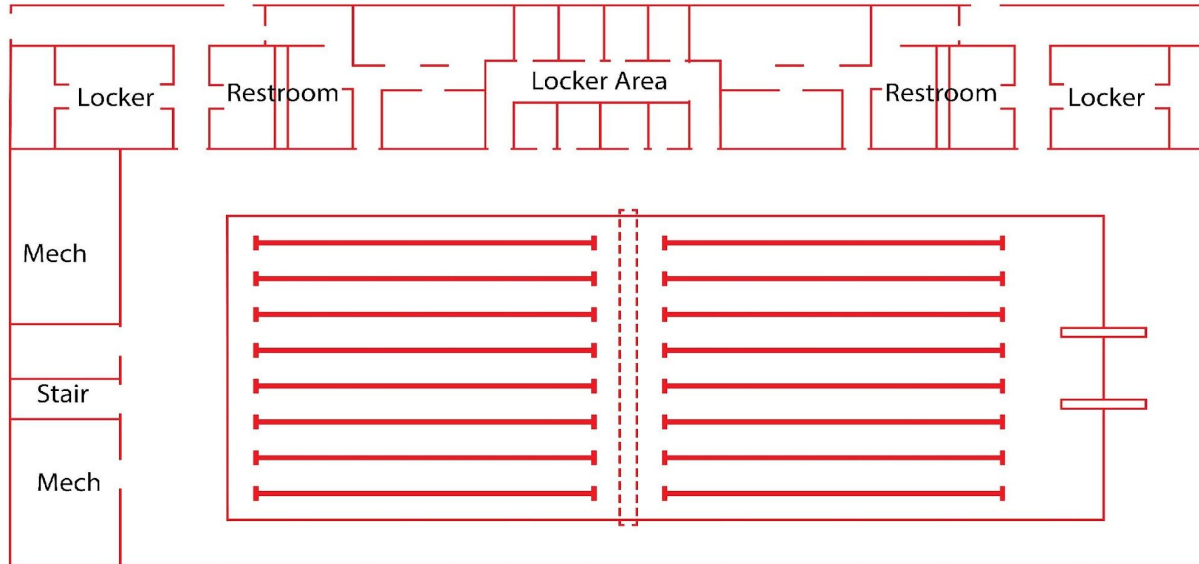 Locker Area
Locker
Restroom
Restroom
Locker
Mech
Stair
Mech